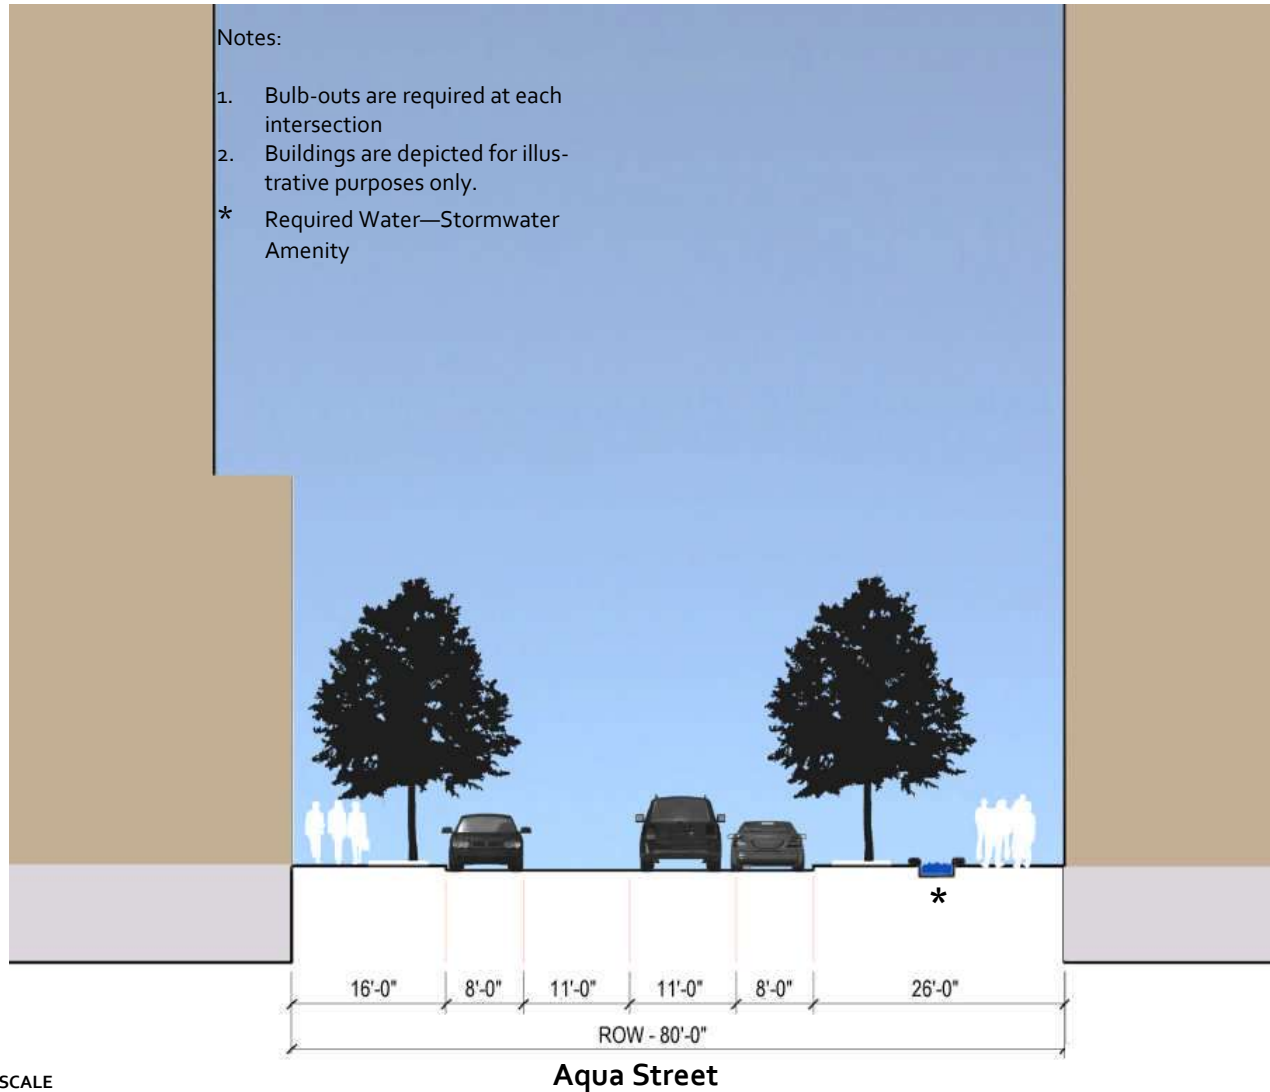 Notes:
1. Bulb-outs are required at each
intersection
2. Buildings are depicted for illus-
trative purposes only.
* Required Water—Stormwater
Amenity
*
16'-0" 8'-0" 11'-0" 11'-0" 8'-0" 26'-0"
ROW - 80'-0"
Aqua Street
SCALE